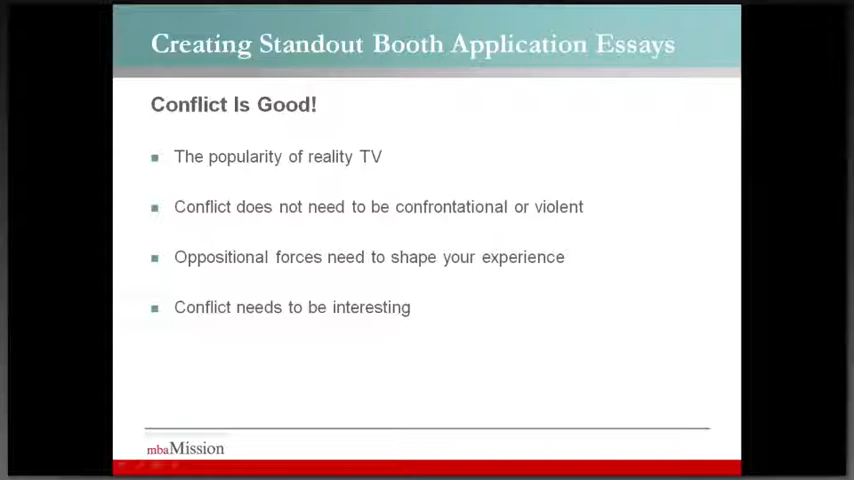 Creating Standout Booth Application Essays
Conflict Is Good!
The popularity of reality TV
Conflict does not need to be confrontational or violent
Oppositional forces need to shape your experience
Conflict needs to be interesting
mbaMission